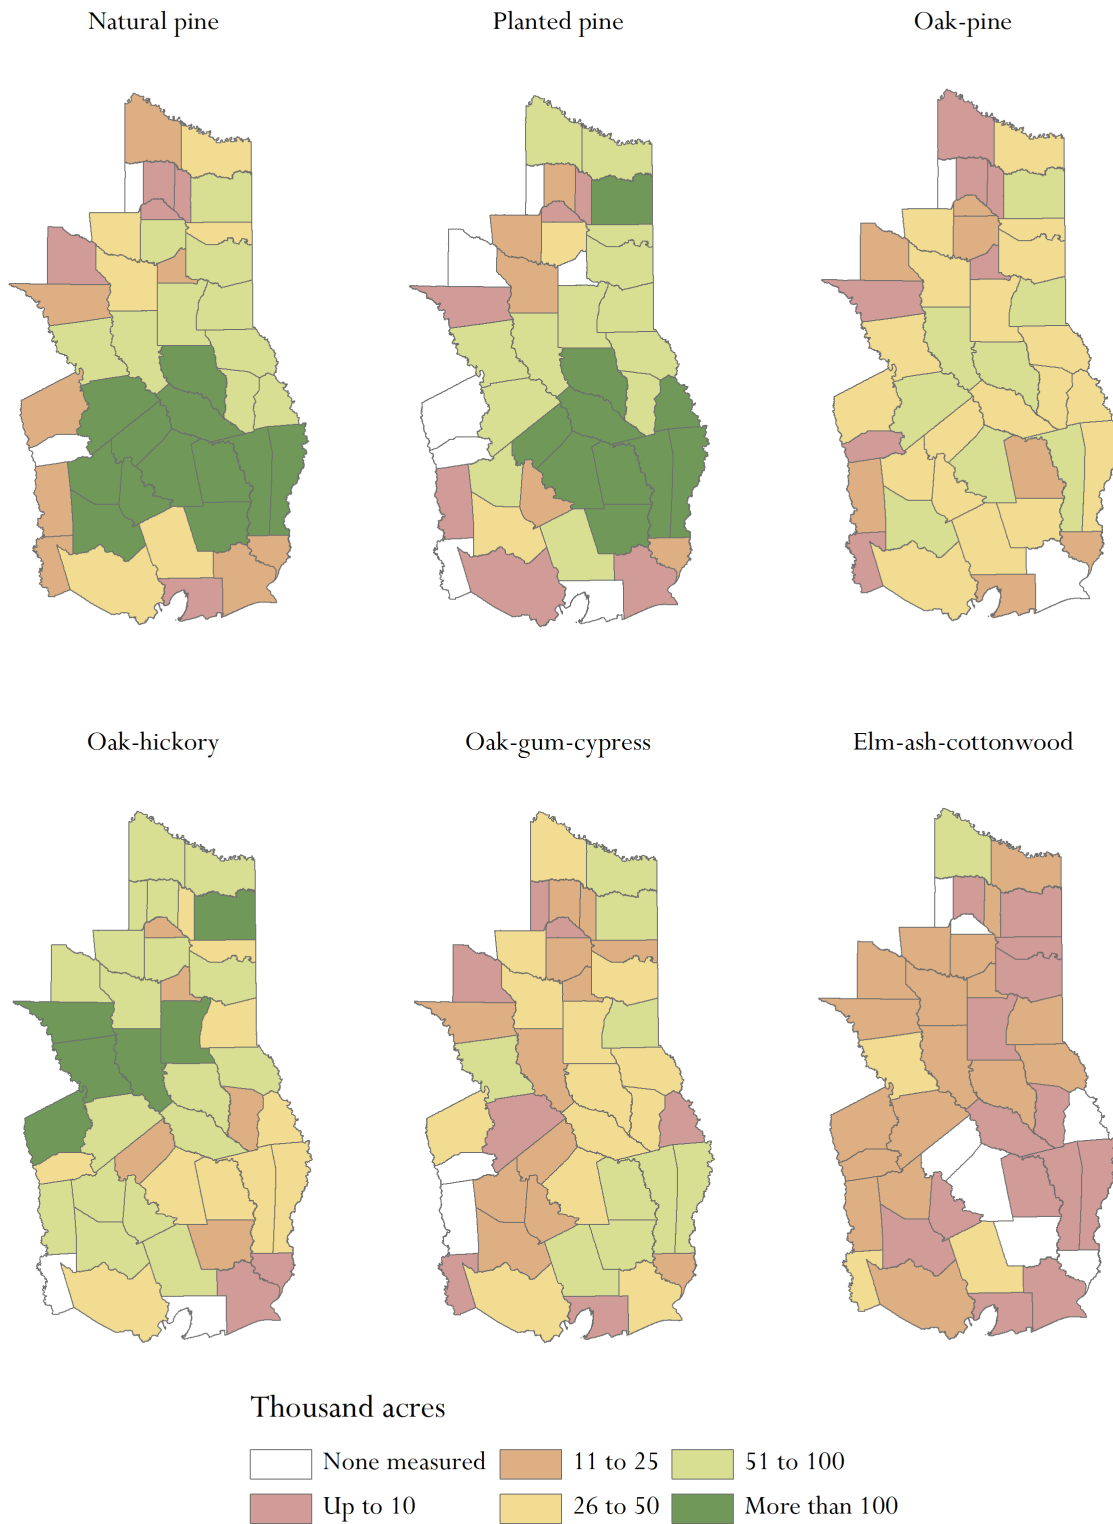 Natural pine
Planted pine
Oak-pine
Oak-hickory
Oak-gum-cypress
Elm-ash-cottonwood
Thousand acres
None measured
11 to 25
51 to 100
Up to 10
26 to 50
More than 100